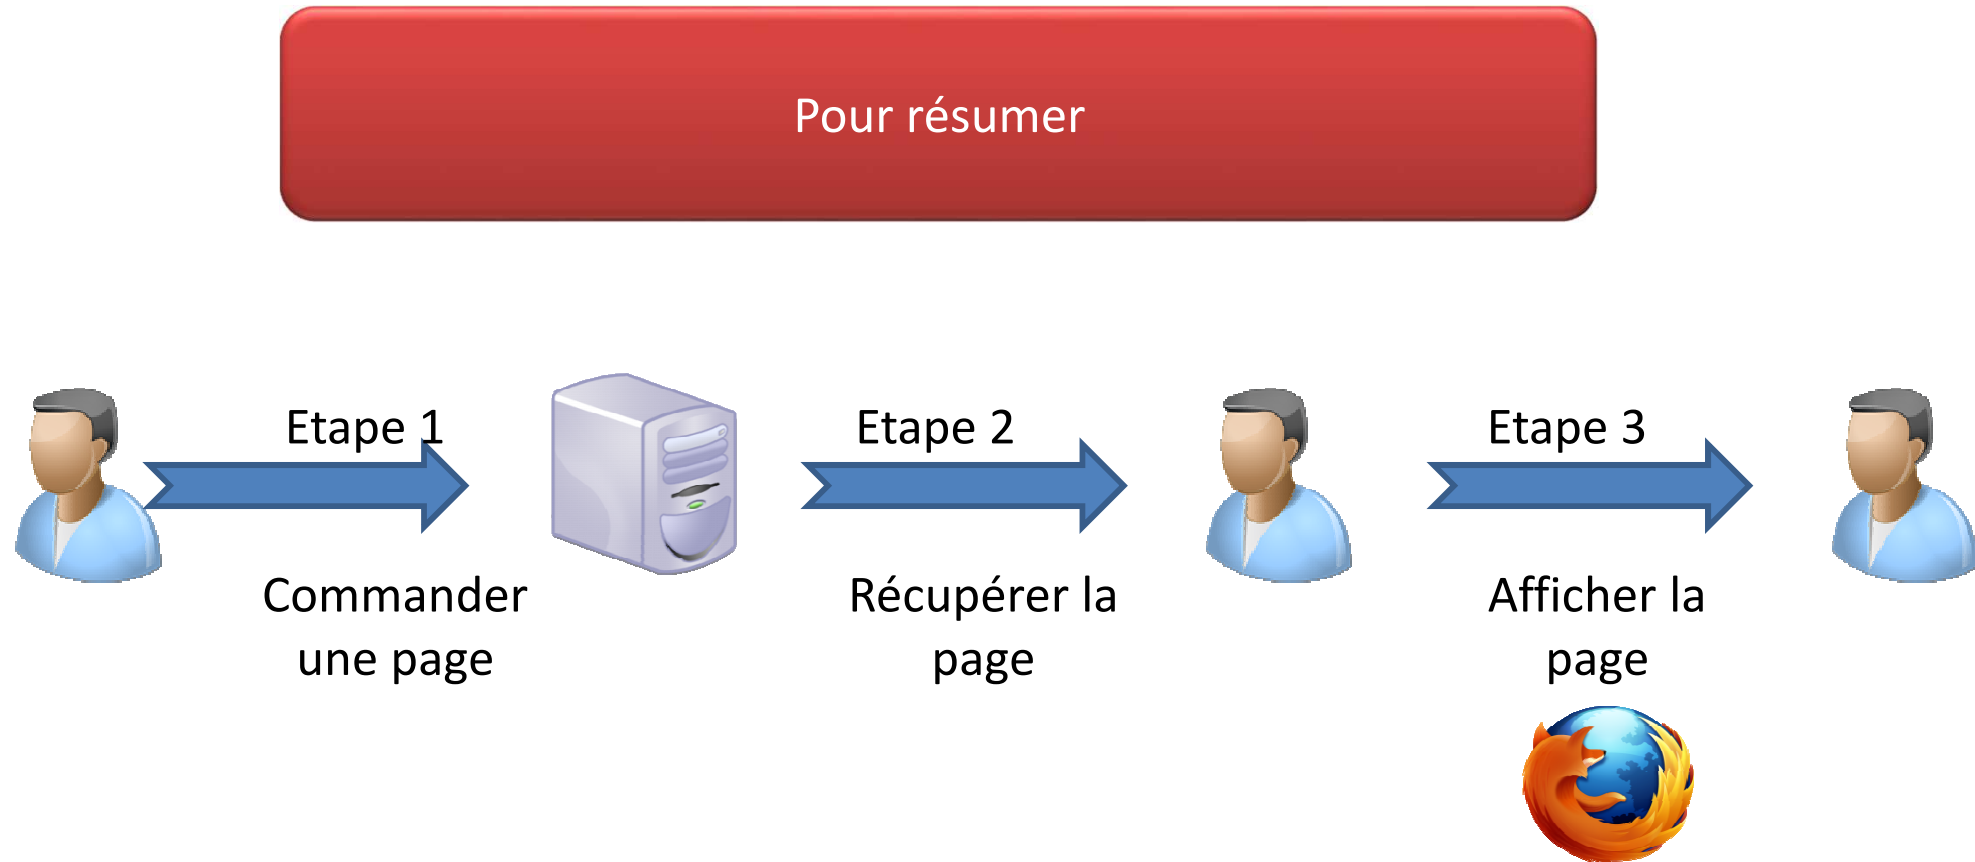 Pour résumer
Etape 1
Etape 2
Etape 3
Commander
une page
Récupérer la
page
Afficher la
page